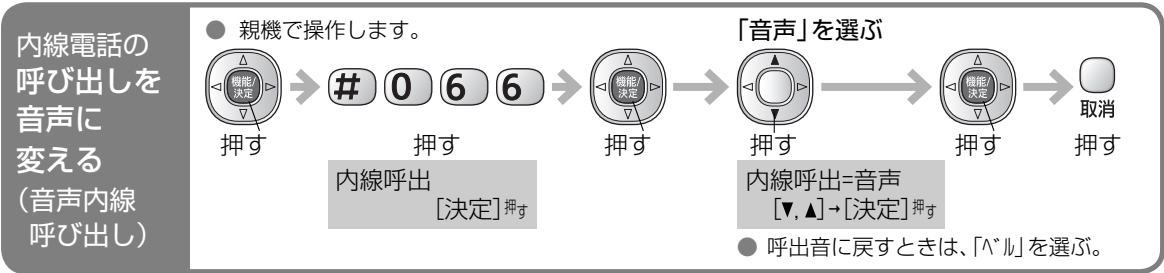 内線電話の
呼び出しを
音声に
変える
（音声内線
呼び出し）
● 親機で操作します。
機能/
決定
押す
# 0 6 6
押す
内線呼出
［決定］押す
機能/
決定
押す
「音声」を選ぶ
押す
内線呼出=音声
［▼,▲］→［決定］押す
● 呼出音に戻すときは、「ﾍﾞﾙ」を選ぶ。
機能/
決定
押す
取消
押す